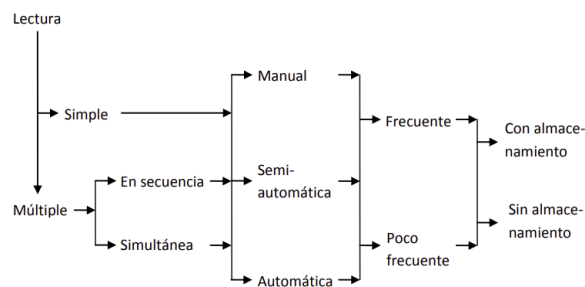 Lectura
Manual
Simple
Frecuente
Con almace-
namiento
En secuencia
Semi-
automática
Múltiple
Simultánea
Poco
frecuente
Sin almace-
namiento
Automática